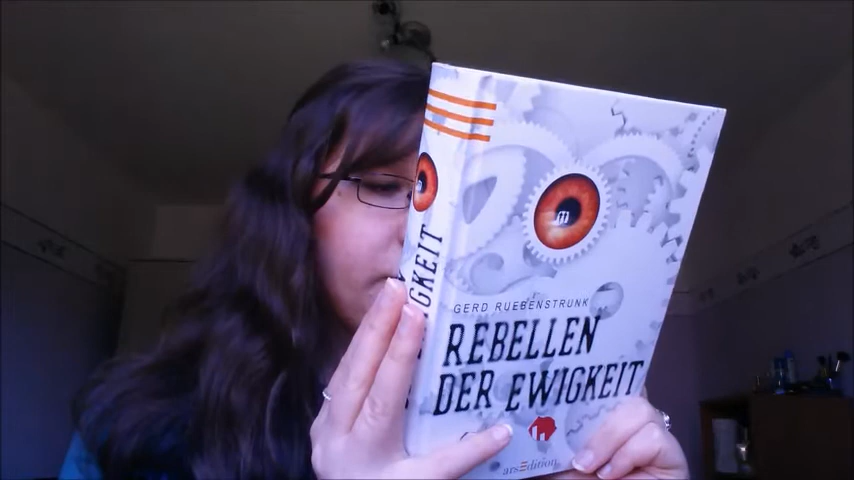 GERD RUEBENSTRUNK
REBELLEN
DER EWIGKEIT
arsEdition